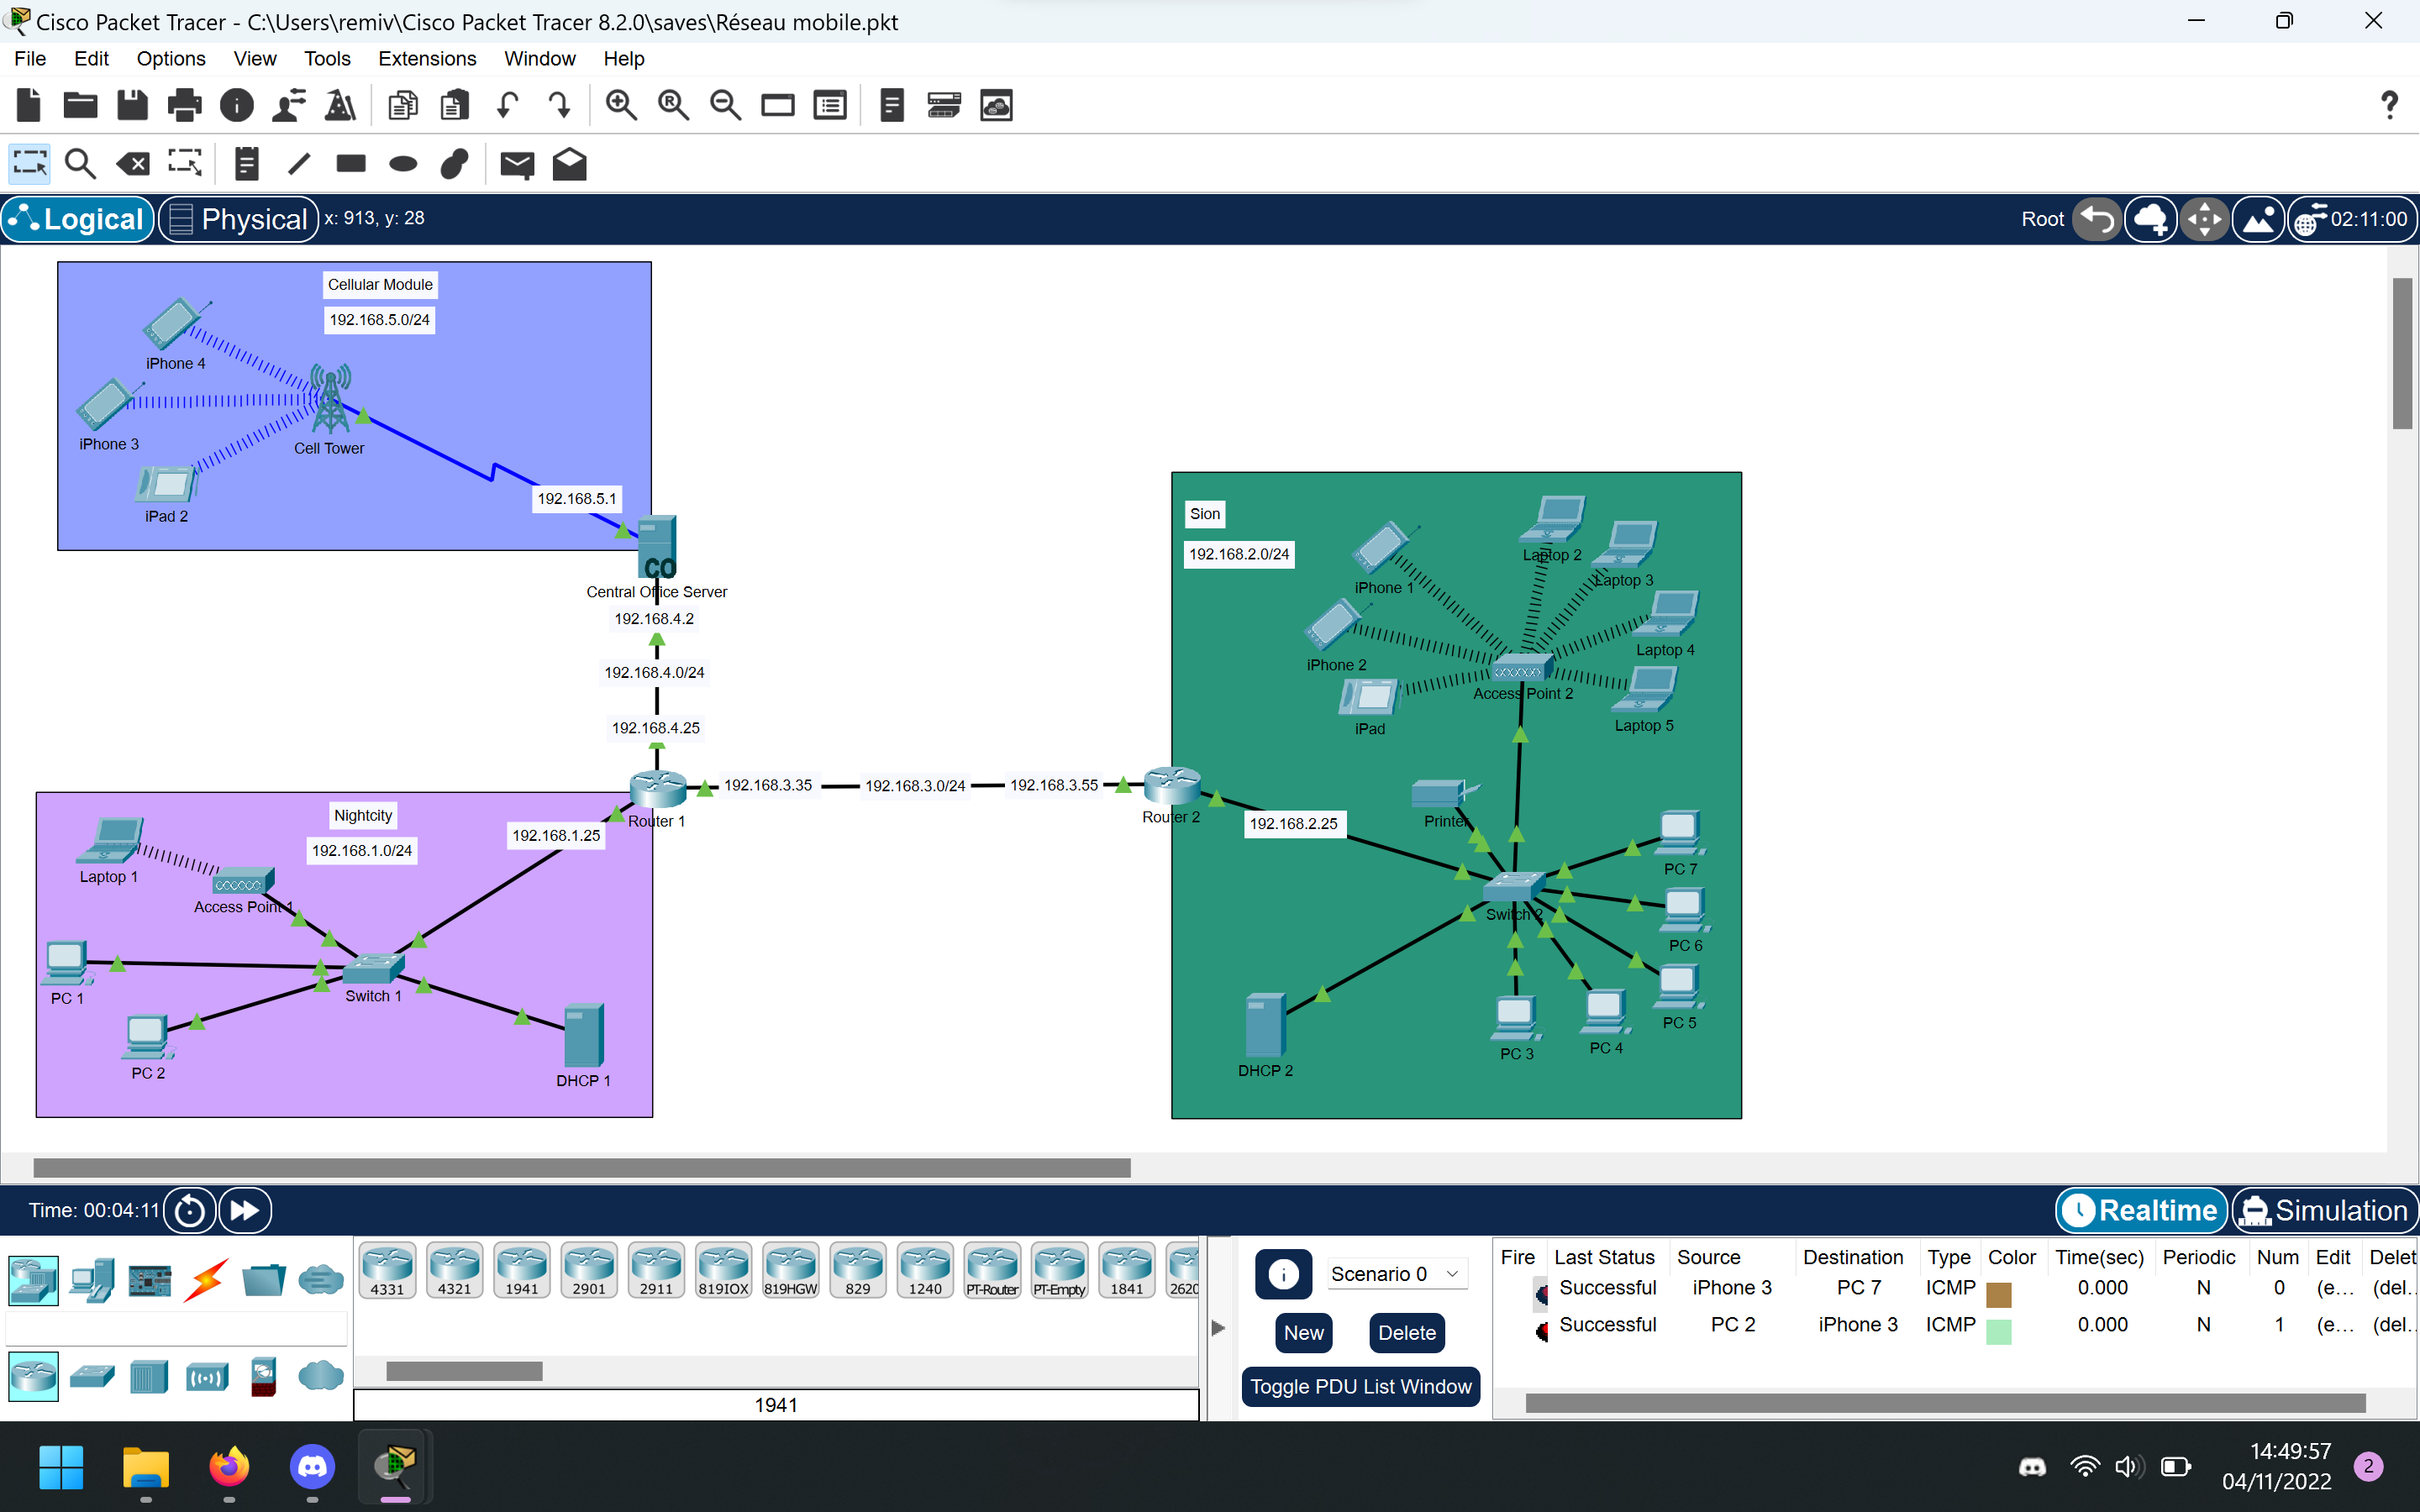 Cisco Packet Tracer - C:\Users\remiv\Cisco Packet Tracer 8.2.0\saves\Réseau mobile.pkt
File Edit Options View Tools Extensions Window Help
Logical Physical x: 913, y: 28 Root 02:11:00
Cellular Module
192.168.5.0/24
iPhone 4
iPhone 3
Cell Tower
iPad 2
192.168.5.1
CO
Central Office Server
192.168.4.2
192.168.4.0/24
192.168.4.25
Router 1
192.168.3.35
192.168.3.0/24
192.168.3.55
Router 2
Nightcity
192.168.1.0/24
192.168.1.25
Laptop 1
Access Point 1
PC 1
Switch 1
PC 2
DHCP 1
Sion
192.168.2.0/24
iPhone 1
Laptop 2
Laptop 3
iPhone 2
Laptop 4
Access Point 2
iPad
Laptop 5
192.168.2.25
Printer
PC 7
Switch 2
PC 6
PC 5
PC 4
PC 3
DHCP 2
Time: 00:04:11 Realtime Simulation
4331 4321 1941 2901 2911 819IOX 819HGW 829 1240 PT-Router PT-Empty 1841 2620
1941
Scenario 0
New Delete
Toggle PDU List Window
Fire Last Status Source Destination Type Color Time(sec) Periodic Num Edit Delet
Successful iPhone 3 PC 7 ICMP 0.000 N 0 (e... (del...
Successful PC 2 iPhone 3 ICMP 0.000 N 1 (e... (del...
14:49:57
04/11/2022
2